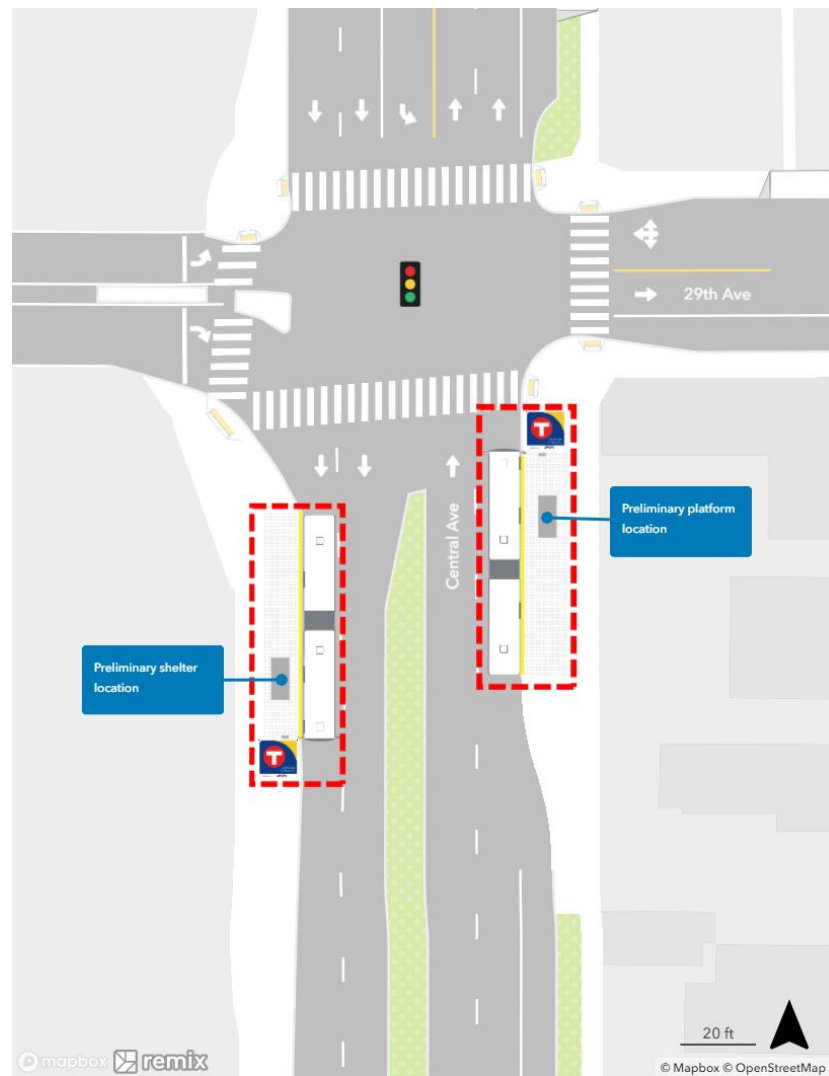 29th Ave
Central Ave
Preliminary platform
location
Preliminary shelter
location
T
T
20 ft
mapbox remix
© Mapbox © OpenStreetMap